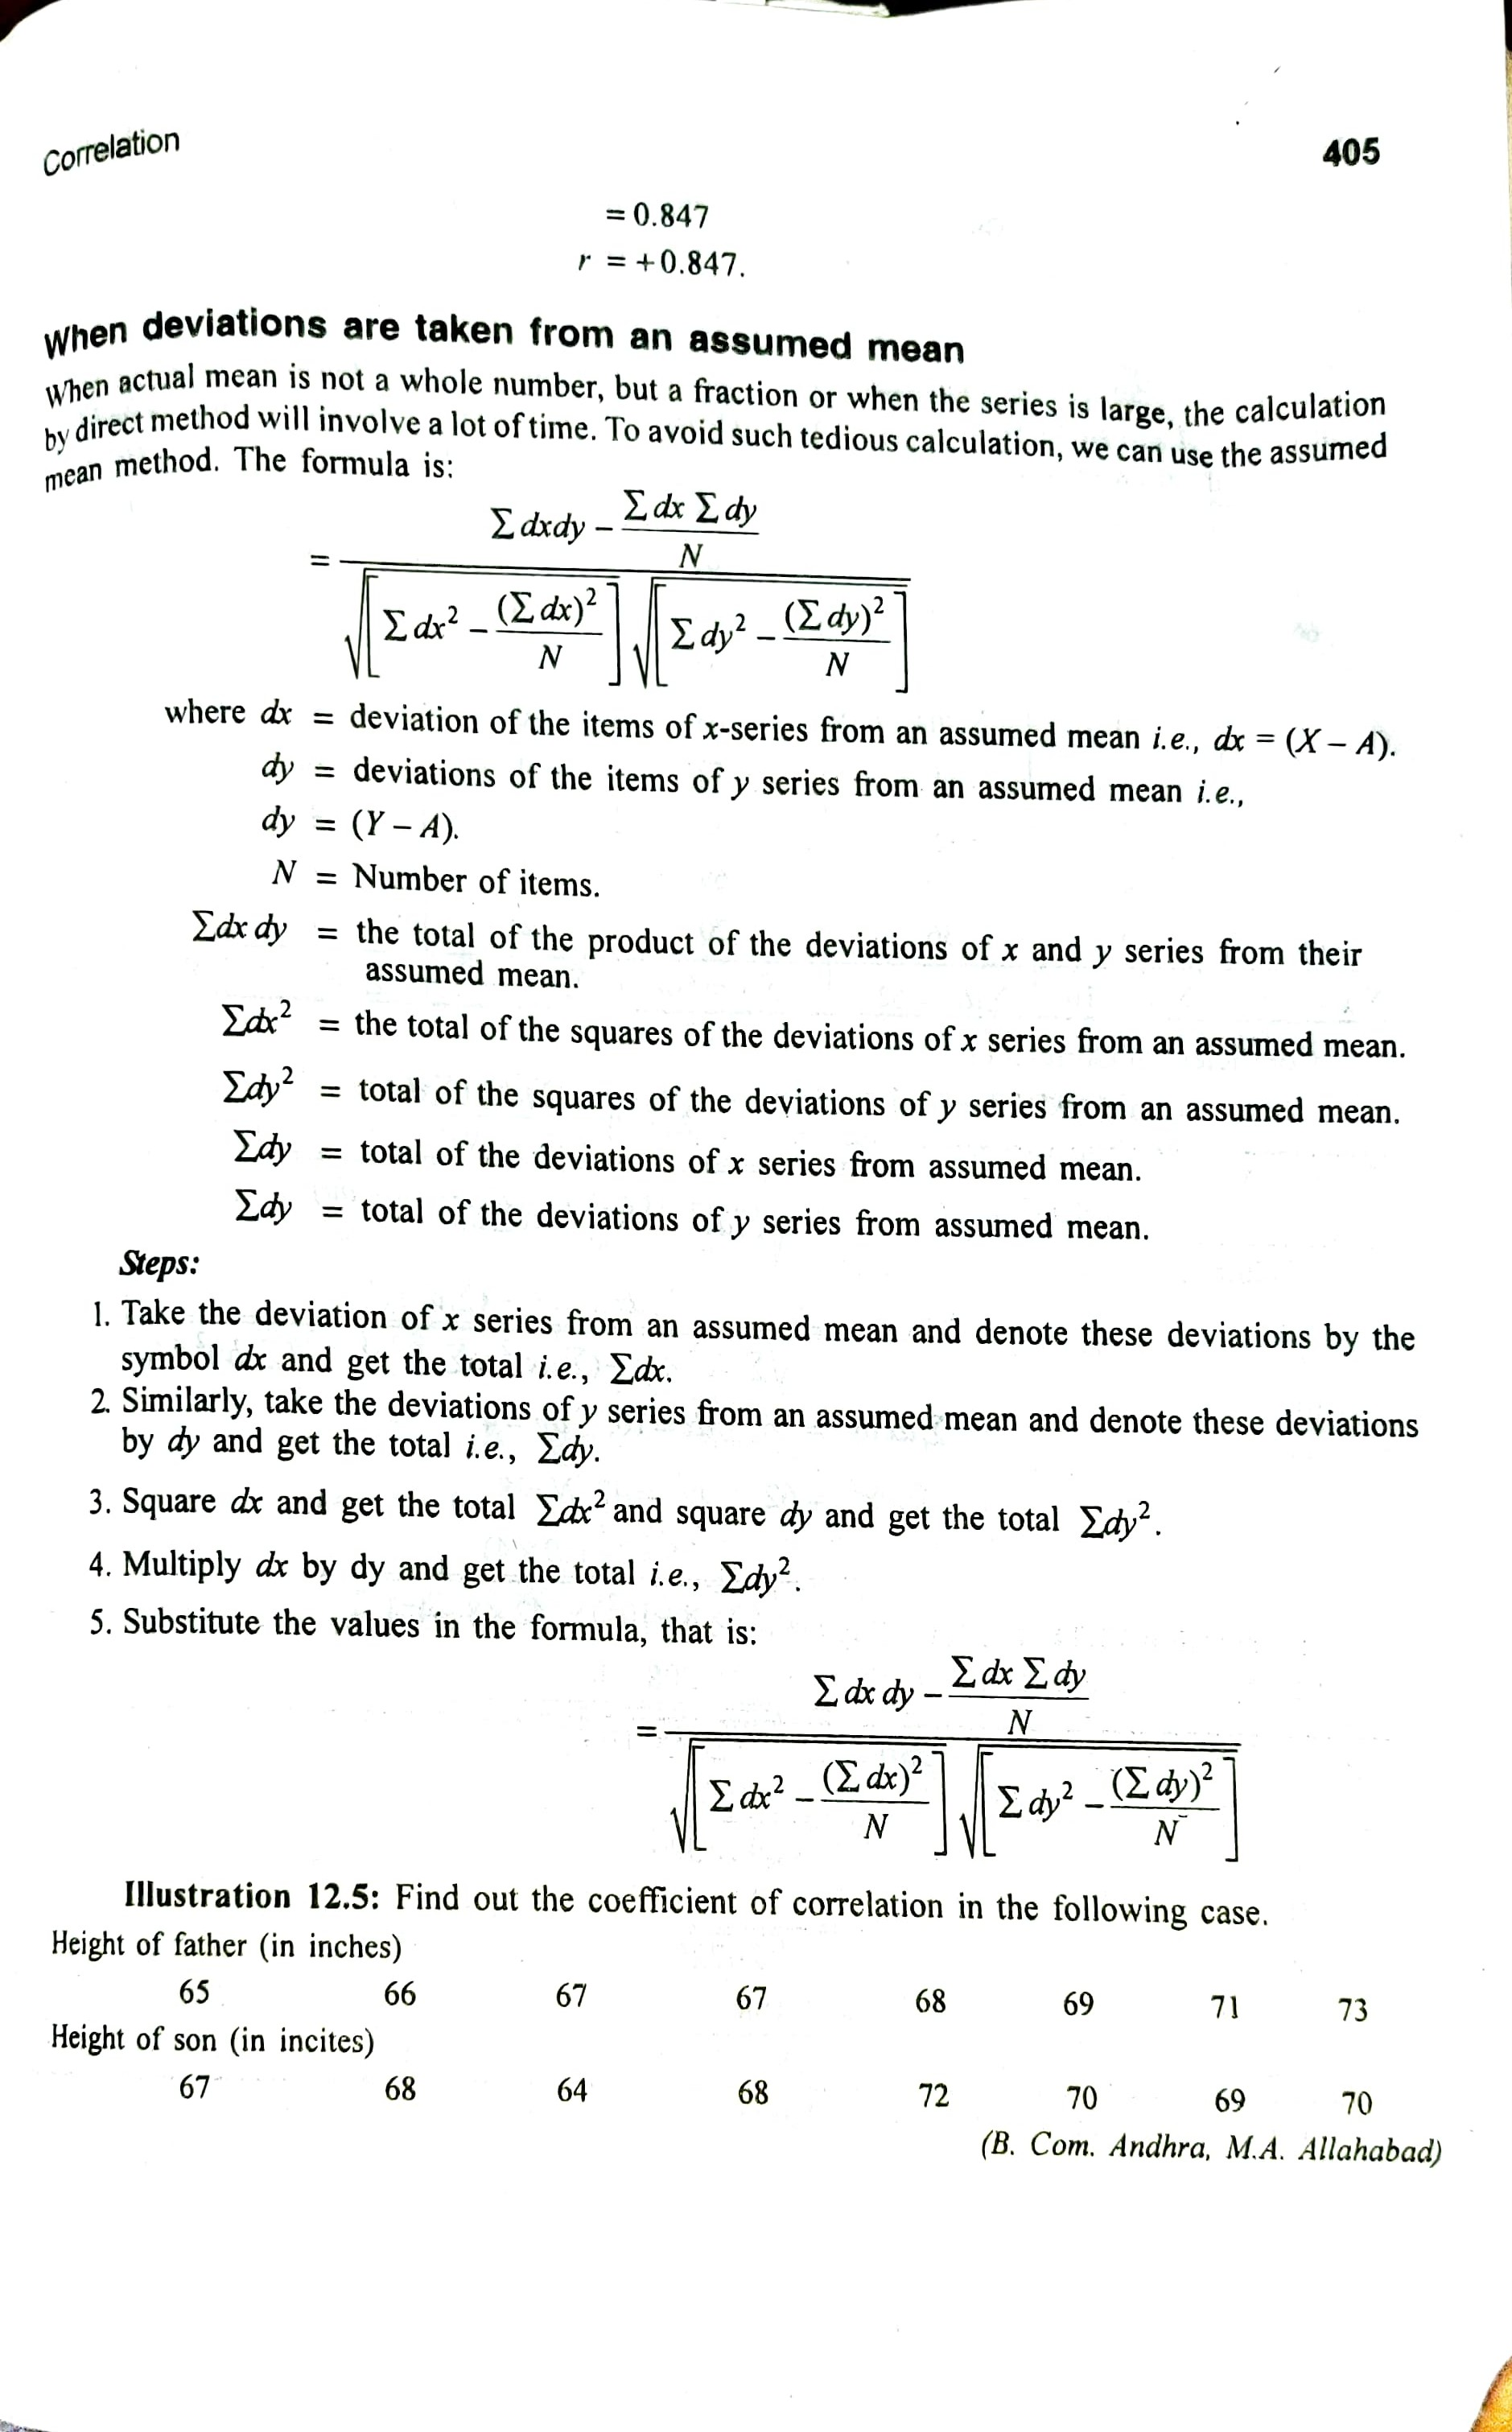 Correlation
405
= 0.847
r = +0.847.
When deviations are taken from an assumed mean
When actual mean is not a whole number, but a fraction or when the series is large, the calculation
by direct method will involve a lot of time. To avoid such tedious calculation, we can use the assumed
mean method. The formula is:
= (Σ dxdy – (Σ dx Σ dy)/N) / (√[Σ dx² – (Σ dx)²/N] √[Σ dy² – (Σ dy)²/N])
where dx = deviation of the items of x-series from an assumed mean i.e., dx = (X – A).
dy = deviations of the items of y series from an assumed mean i.e.,
dy = (Y – A).
N = Number of items.
Σdx dy = the total of the product of the deviations of x and y series from their
assumed mean.
Σdx² = the total of the squares of the deviations of x series from an assumed mean.
Σdy² = total of the squares of the deviations of y series from an assumed mean.
Σdy = total of the deviations of x series from assumed mean.
Σdy = total of the deviations of y series from assumed mean.
Steps:
1. Take the deviation of x series from an assumed mean and denote these deviations by the
symbol dx and get the total i.e., Σdx.
2. Similarly, take the deviations of y series from an assumed mean and denote these deviations
by dy and get the total i.e., Σdy.
3. Square dx and get the total Σdx² and square dy and get the total Σdy².
4. Multiply dx by dy and get the total i.e., Σdy².
5. Substitute the values in the formula, that is:
= (Σ dx dy – (Σ dx Σ dy)/N) / (√[Σ dx² – (Σ dx)²/N] √[Σ dy² – (Σ dy)²/N])
Illustration 12.5: Find out the coefficient of correlation in the following case.
Height of father (in inches)
65 66 67 67 68 69 71 73
Height of son (in incites)
67 68 64 68 72 70 69 70
(B. Com. Andhra, M.A. Allahabad)